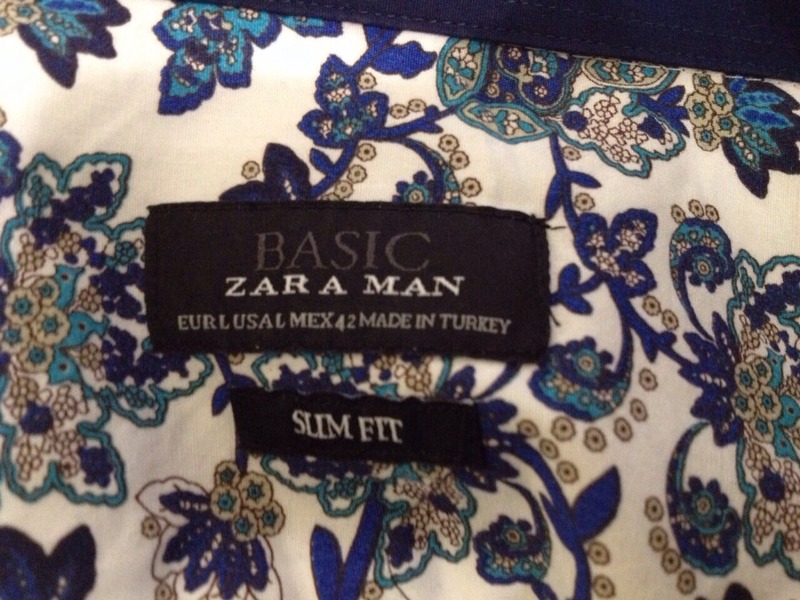 BASIC
ZARA MAN
EUR L USA L MEX 42 MADE IN TURKEY
SLIM FIT